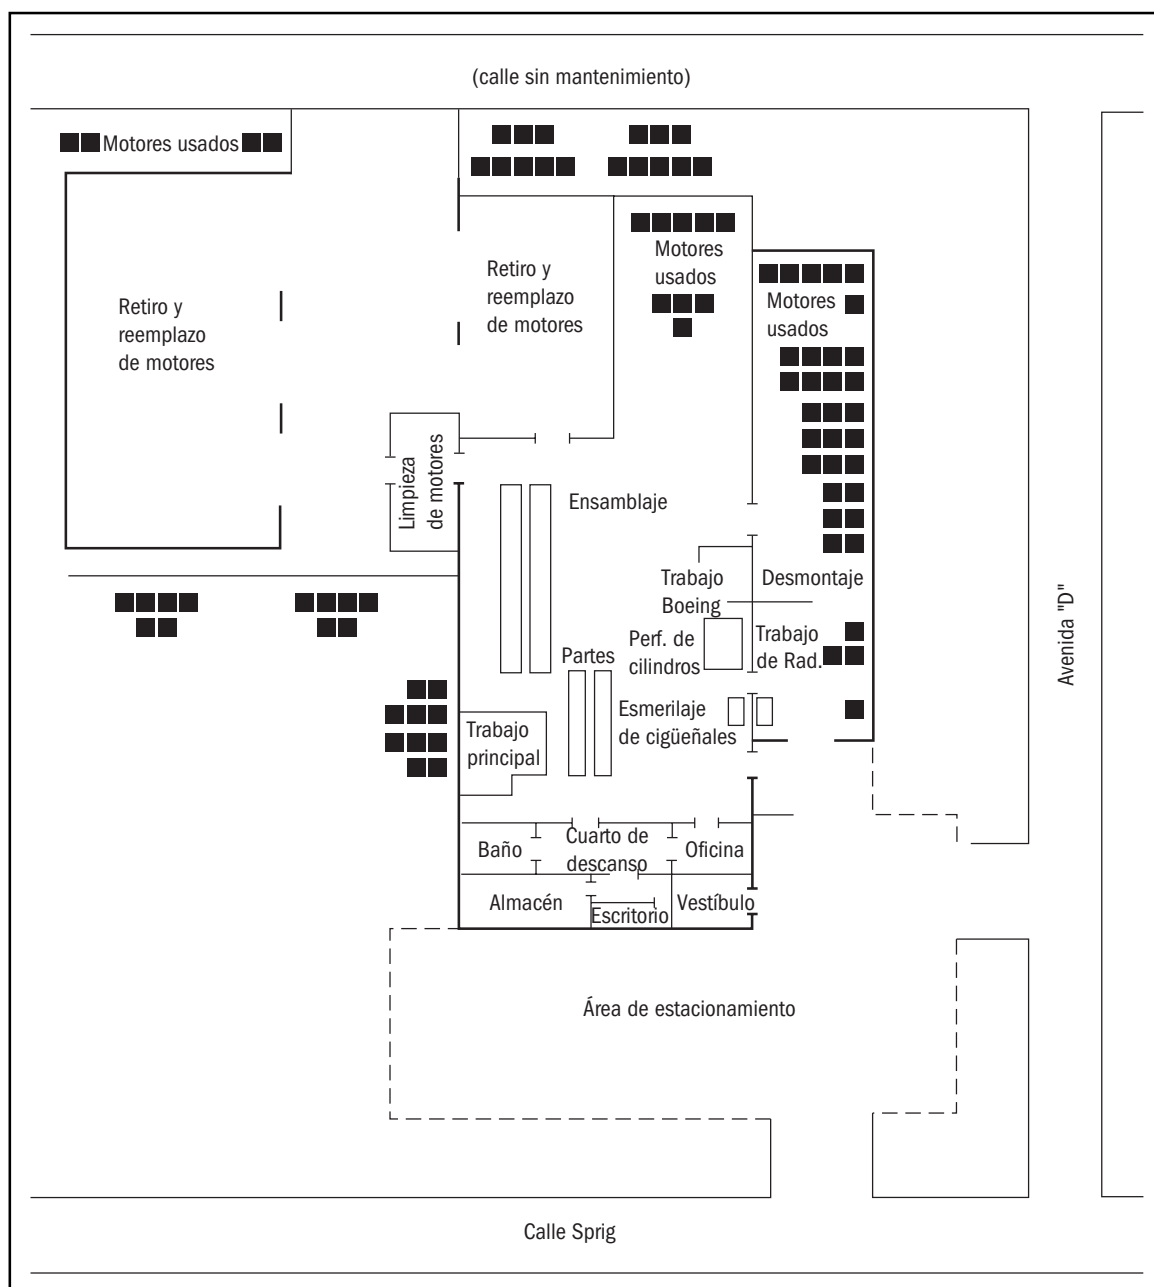 (calle sin mantenimiento)
Motores usados
Motores
usados
Retiro y
reemplazo
de motores
Motores
usados
Retiro y
reemplazo
de motores
Limpieza
de motores
Ensamblaje
Trabajo
Boeing
Desmontaje
Perf. de
cilindros
Trabajo
de Rad.
Partes
Esmerilaje
de cigüeñales
Trabajo
principal
Avenida "D"
Baño
Cuarto de
descanso
Oficina
Almacén
Escritorio
Vestíbulo
Área de estacionamiento
Calle Sprig